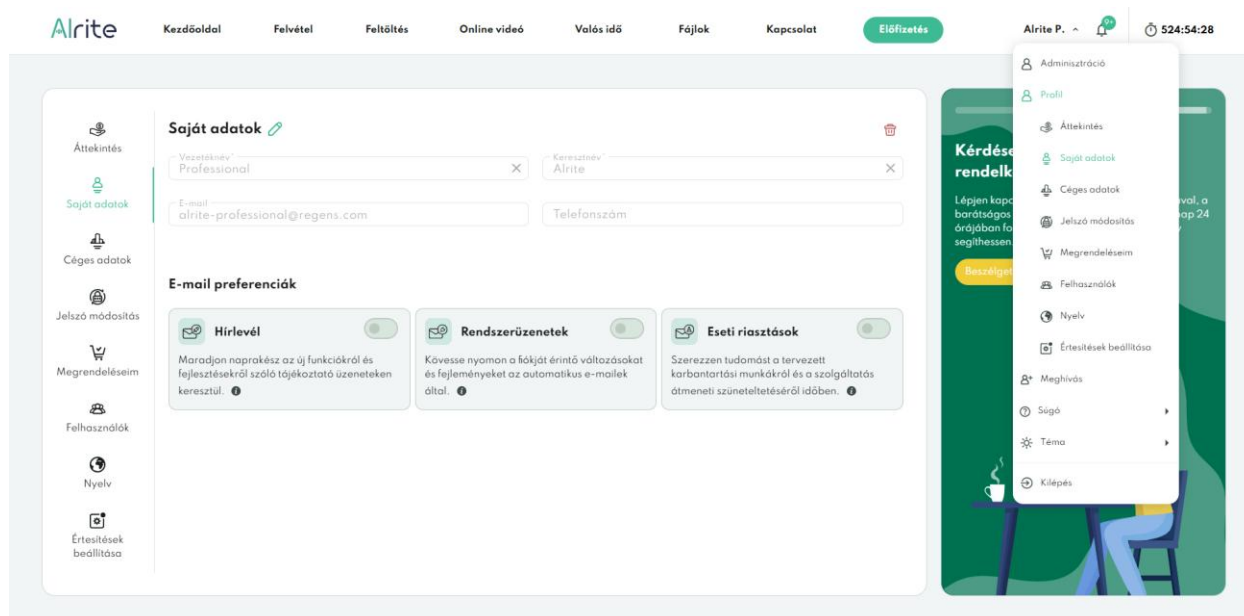 Alrite
Kezdőoldal
Felvétel
Feltöltés
Online videó
Valós idő
Fájlok
Kapcsolat
Előfizetés
Alrite P.
9+
524:54:28
Áttekintés
Saját adatok
Céges adatok
Jelszó módosítás
Megrendeléseim
Felhasználók
Nyelv
Értesítések
beállítása
Saját adatok
Vezetéknév*
Professional
Keresztnév*
Alrite
E-mail
alrite-professional@regens.com
Telefonszám
E-mail preferenciák
Hírlevél
Maradjon naprakész az új funkciókról és
fejlesztésekről szóló tájékoztató üzeneteken
keresztül.
Rendszerüzenetek
Kövesse nyomon a fiókját érintő változásokat
és fejleményeket az automatikus e-mailek
által.
Eseti riasztások
Szerezzen tudomást a tervezett
karbantartási munkákról és a szolgáltatás
átmeneti szüneteltetéséről időben.
Lépjen
barátságos
órájában
segíthessen.
nap 24
Adminisztráció
Profil
Áttekintés
Saját adatok
Céges adatok
Jelszó módosítás
Megrendeléseim
Felhasználók
Nyelv
Értesítések beállítása
Meghívás
Súgó
Téma
Kilépés